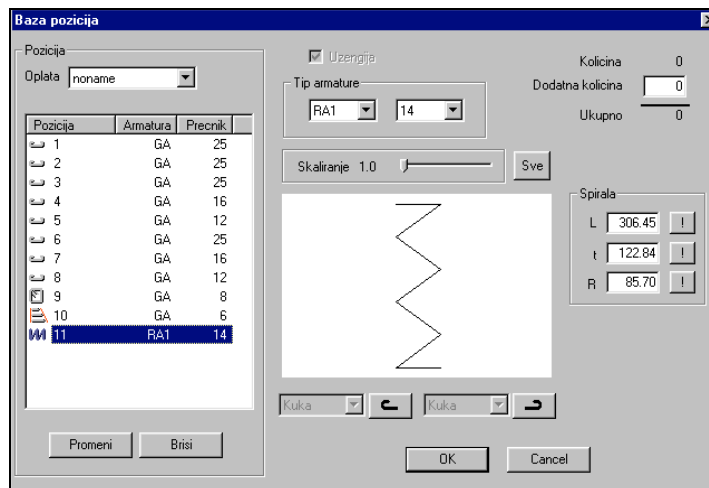 Baza pozicija
Pozicija
Oplata noname
Pozicija Armatura Precnik
1 GA 25
2 GA 25
3 GA 25
4 GA 16
5 GA 12
6 GA 25
7 GA 16
8 GA 12
9 GA 8
10 GA 6
11 RA1 14
Promeni Brisi
Uzengija
Tip armature
RA1 14
Skaliranje 1.0 Sve
Kuka Kuka
Kolicina 0
Dodatna kolicina 0
Ukupno 0
Spirala
L 306.45 !
t 122.84 !
R 85.70 !
OK Cancel